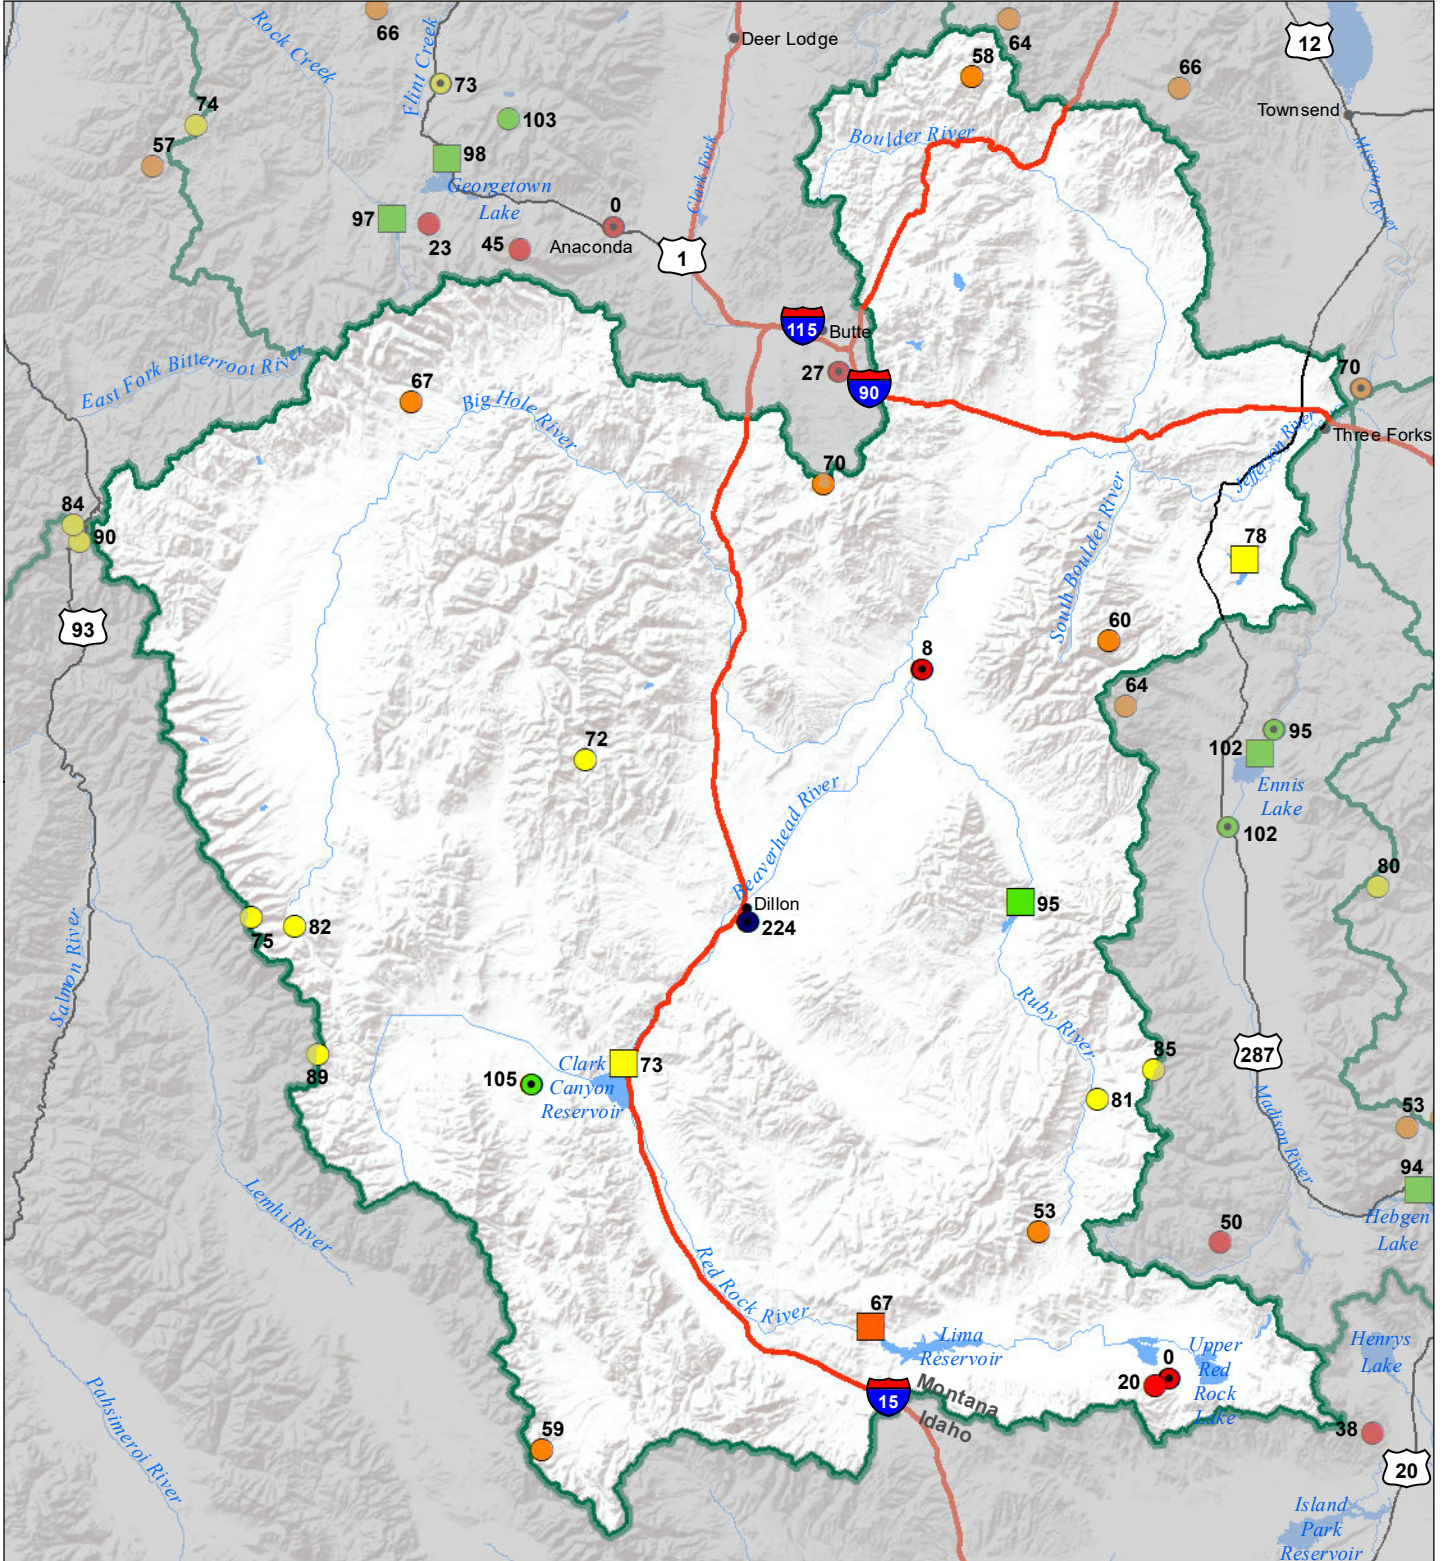 66
64
12
Rock Creek
Flint Creek
Deer Lodge
58
66
73
74
103
Townsend
Boulder River
57
98
Georgetown
Lake
Clark Fork
Missouri River
97
23
45
0
Anaconda
1
115
Butte
27
90
70
East Fork Bitterroot River
67
Big Hole River
Jefferson River
Three Forks
70
84
90
South Boulder River
78
93
60
8
64
72
95
102
Ennis
Lake
102
Beaverhead River
80
Dillon
224
95
75
82
Salmon River
Ruby River
287
85
89
Clark
Canyon
Reservoir
73
105
81
Madison River
53
94
Hebgen
Lake
Lemhi River
53
50
Red Rock River
67
Lima
Reservoir
Upper
Red
Rock
Lake
0
20
Henrys
Lake
Montana
Idaho
15
Pahsimeroi River
59
38
20
Island
Park
Reservoir